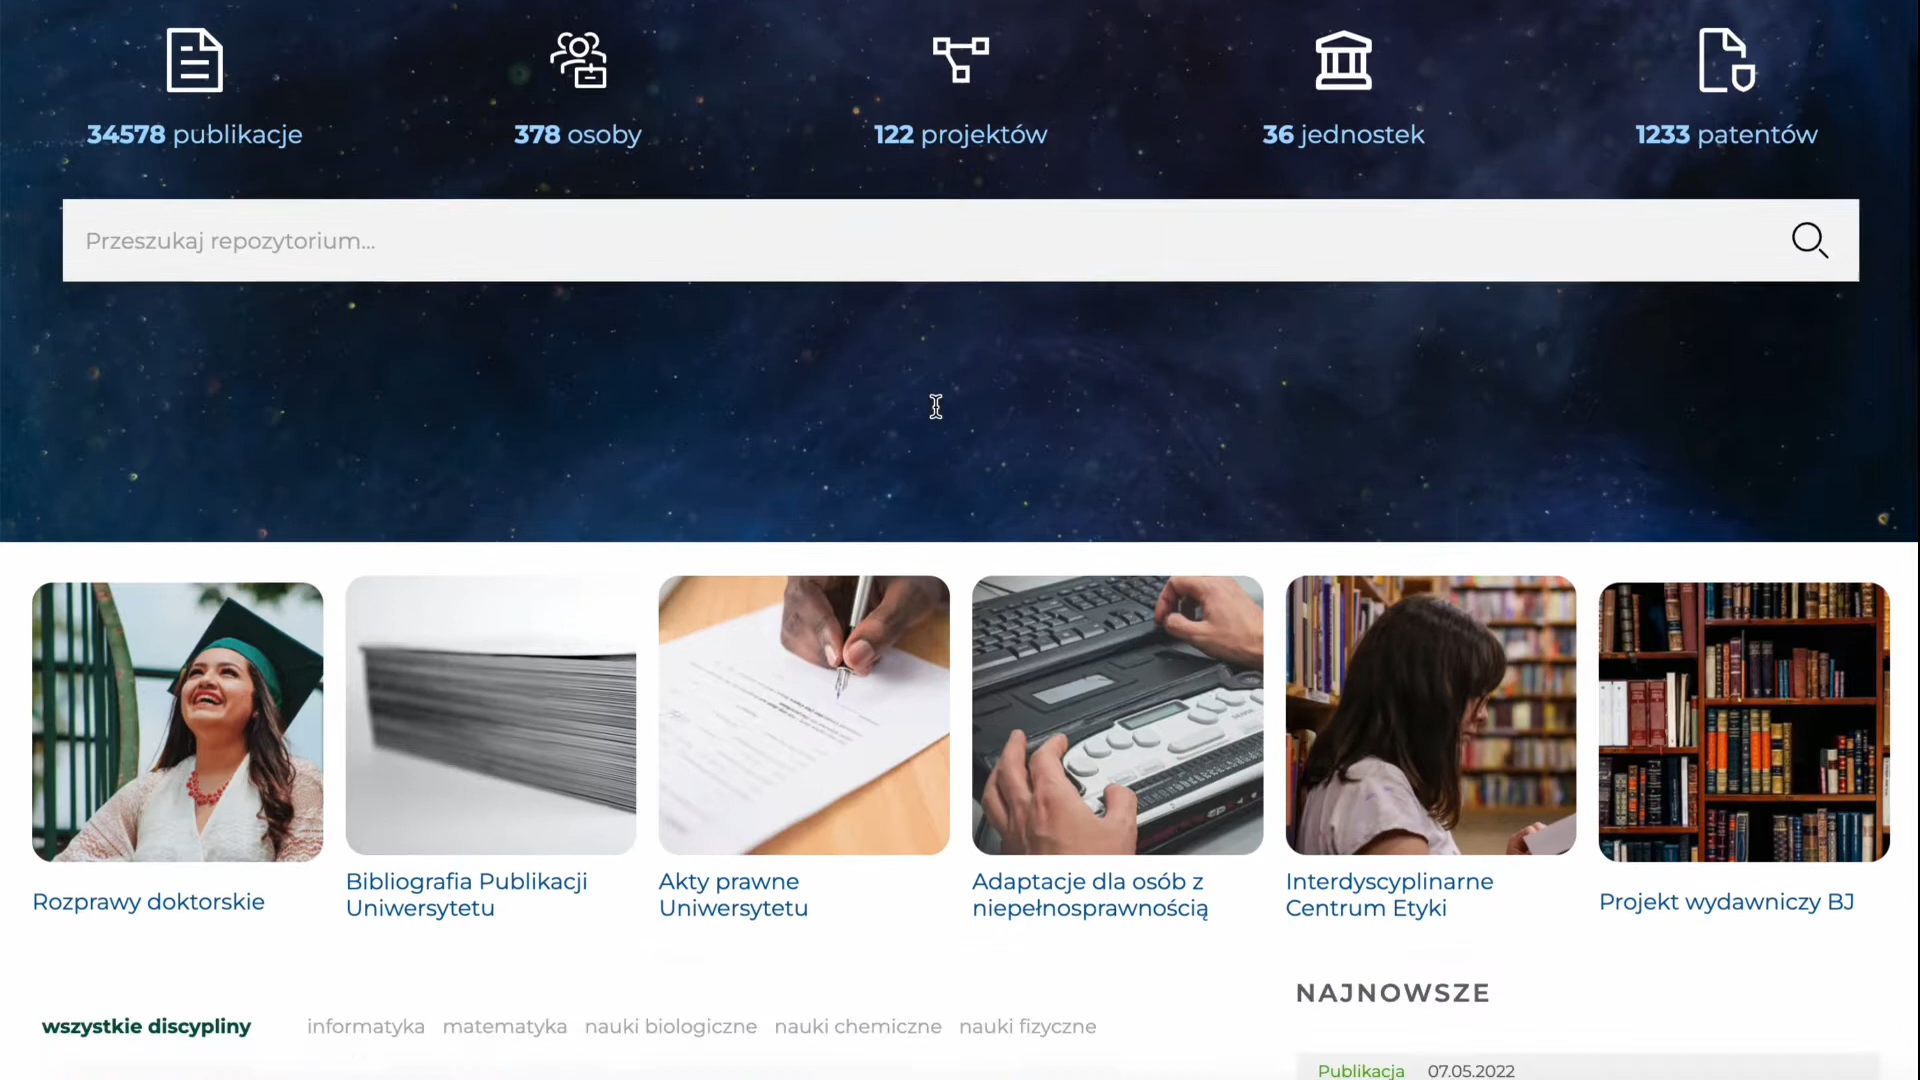 34578 publikacje
378 osoby
122 projektów
36 jednostek
1233 patentów
Przeszukaj repozytorium...
Rozprawy doktorskie
Bibliografia Publikacji
Uniwersytetu
Akty prawne
Uniwersytetu
Adaptacje dla osób z
niepełnosprawnością
Interdyscyplinarne
Centrum Etyki
Projekt wydawniczy BJ
wszystkie discypliny informatyka matematyka nauki biologiczne nauki chemiczne nauki fizyczne
NAJNOWSZE
Publikacja 07.05.2022